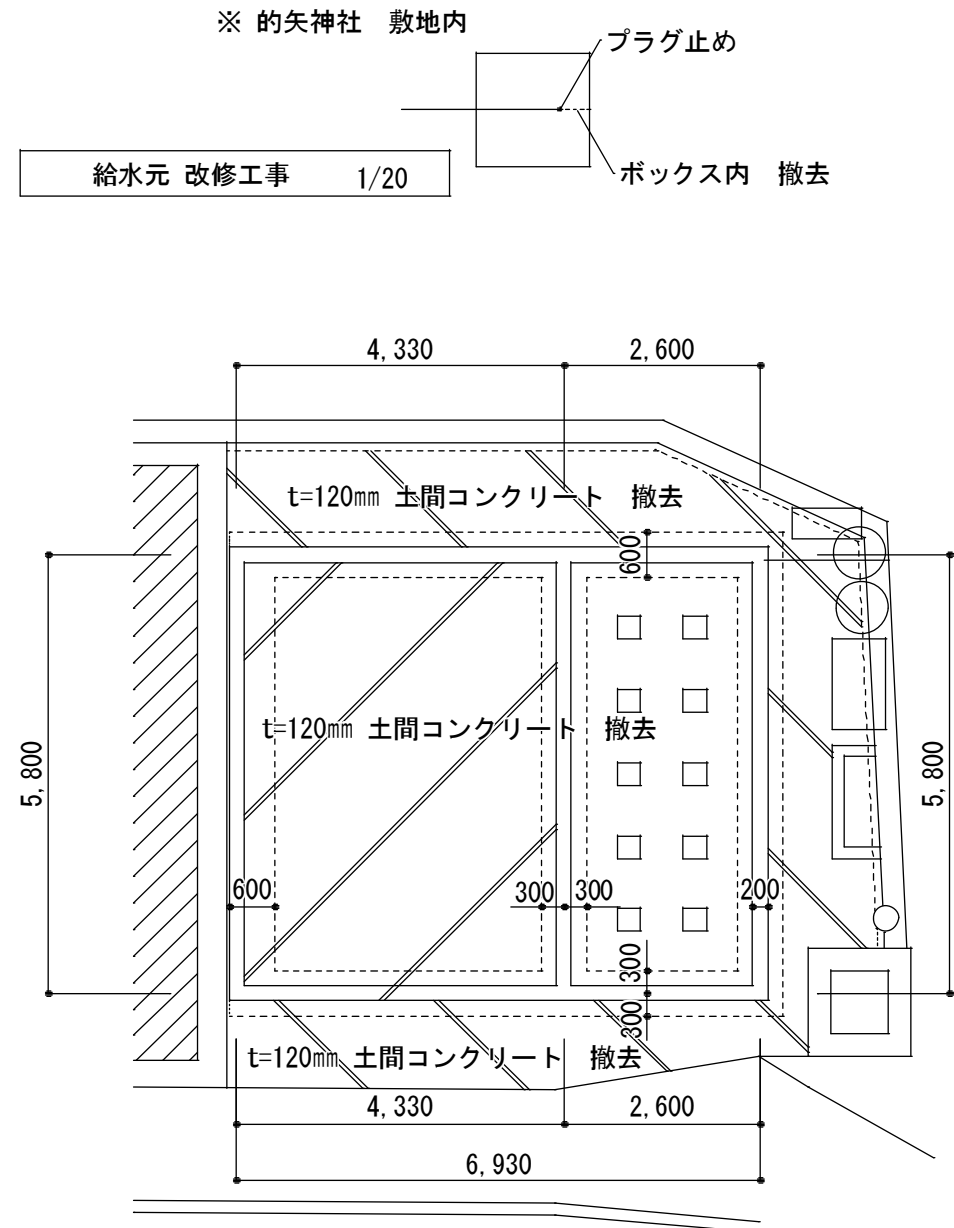 ※ 的矢神社　敷地内
プラグ止め
給水元 改修工事　1/20
ボックス内　撤去
4,330
2,600
t=120㎜ 土間コンクリート　撤去
600
t=120㎜ 土間コンクリート　撤去
5,800
5,800
600
300
300
200
300
300
t=120㎜ 土間コンクリート　撤去
4,330
2,600
6,930